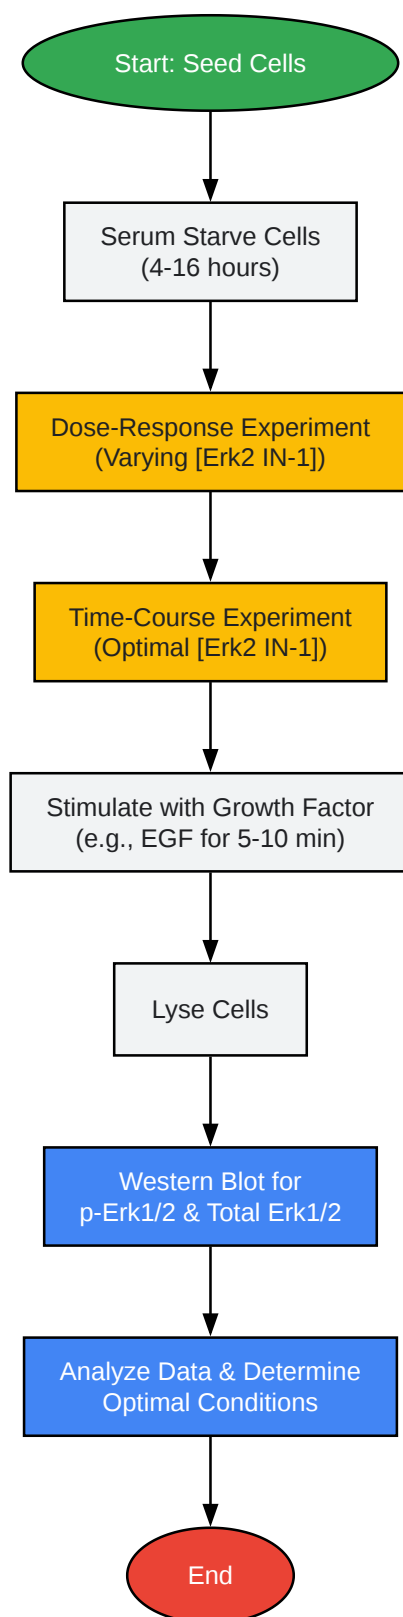 Start: Seed Cells
Serum Starve Cells
(4-16 hours)
Dose-Response Experiment
(Varying [Erk2 IN-1])
Time-Course Experiment
(Optimal [Erk2 IN-1])
Stimulate with Growth Factor
(e.g., EGF for 5-10 min)
Lyse Cells
Western Blot for
p-Erk1/2 & Total Erk1/2
Analyze Data & Determine
Optimal Conditions
End